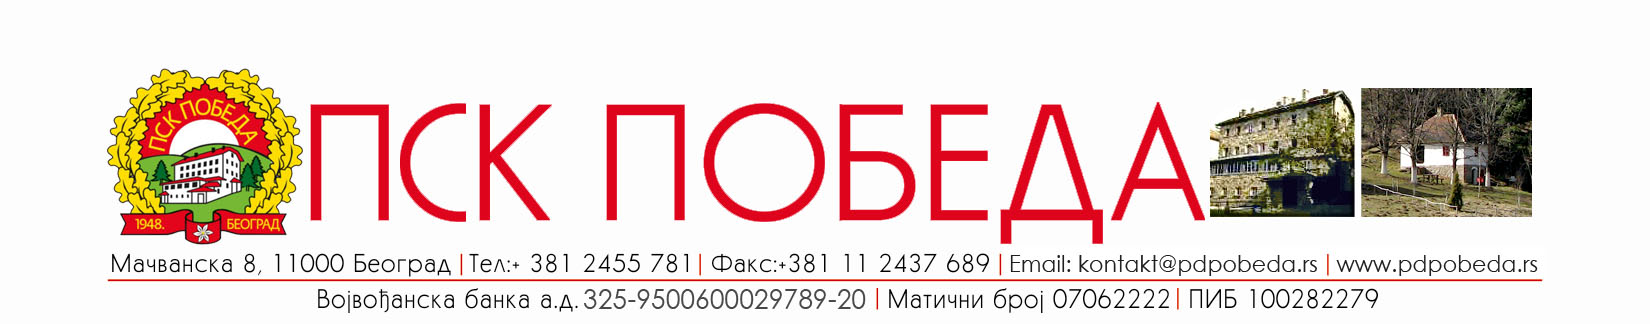 ПСК ПОБЕДА
1948. БЕОГРАД
ПСК ПОБЕДА
Мачванска 8, 11000 Београд | Тел:+ 381 2455 781 | Факс:+381 11 2437 689 | Email: kontakt@pdpobeda.rs | www.pdpobeda.rs
Војвођанска банка а.д. 325-9500600029789-20 | Матични број 07062222 | ПИБ 100282279